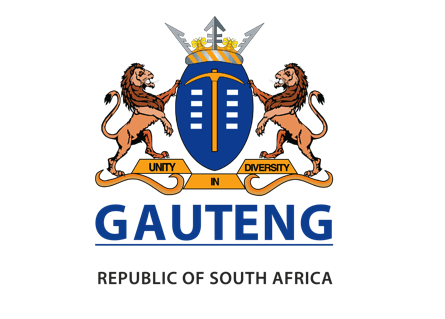 UNITY
IN
DIVERSITY
GAUTENG
REPUBLIC OF SOUTH AFRICA